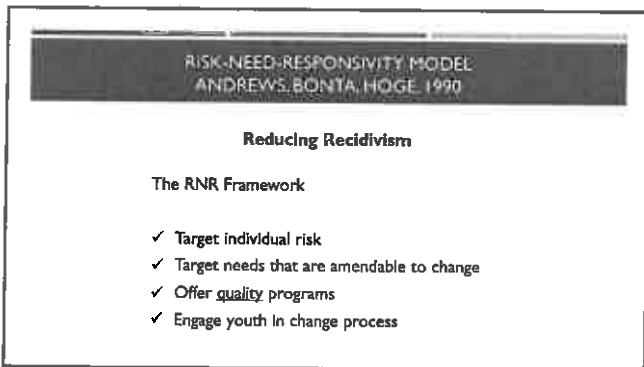 RISK-NEED-RESPONSIVITY MODEL
ANDREWS, BONTA, HOGE. 1990
Reducing Recidivism
The RNR Framework
✓ Target individual risk
✓ Target needs that are amendable to change
✓ Offer quality programs
✓ Engage youth in change process